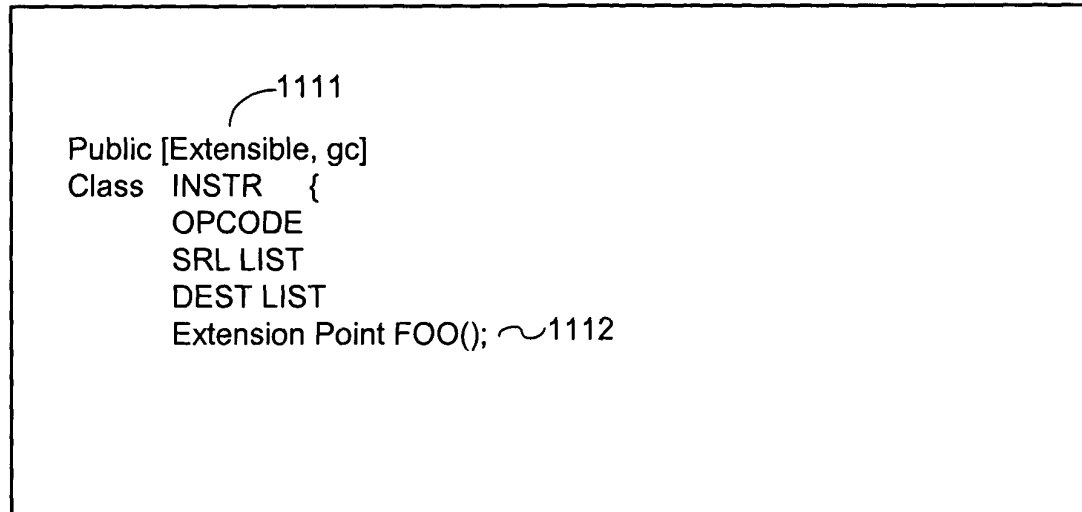 1111
Public [Extensible, gc]
Class INSTR {
OPCODE
SRL LIST
DEST LIST
Extension Point FOO(); 1112